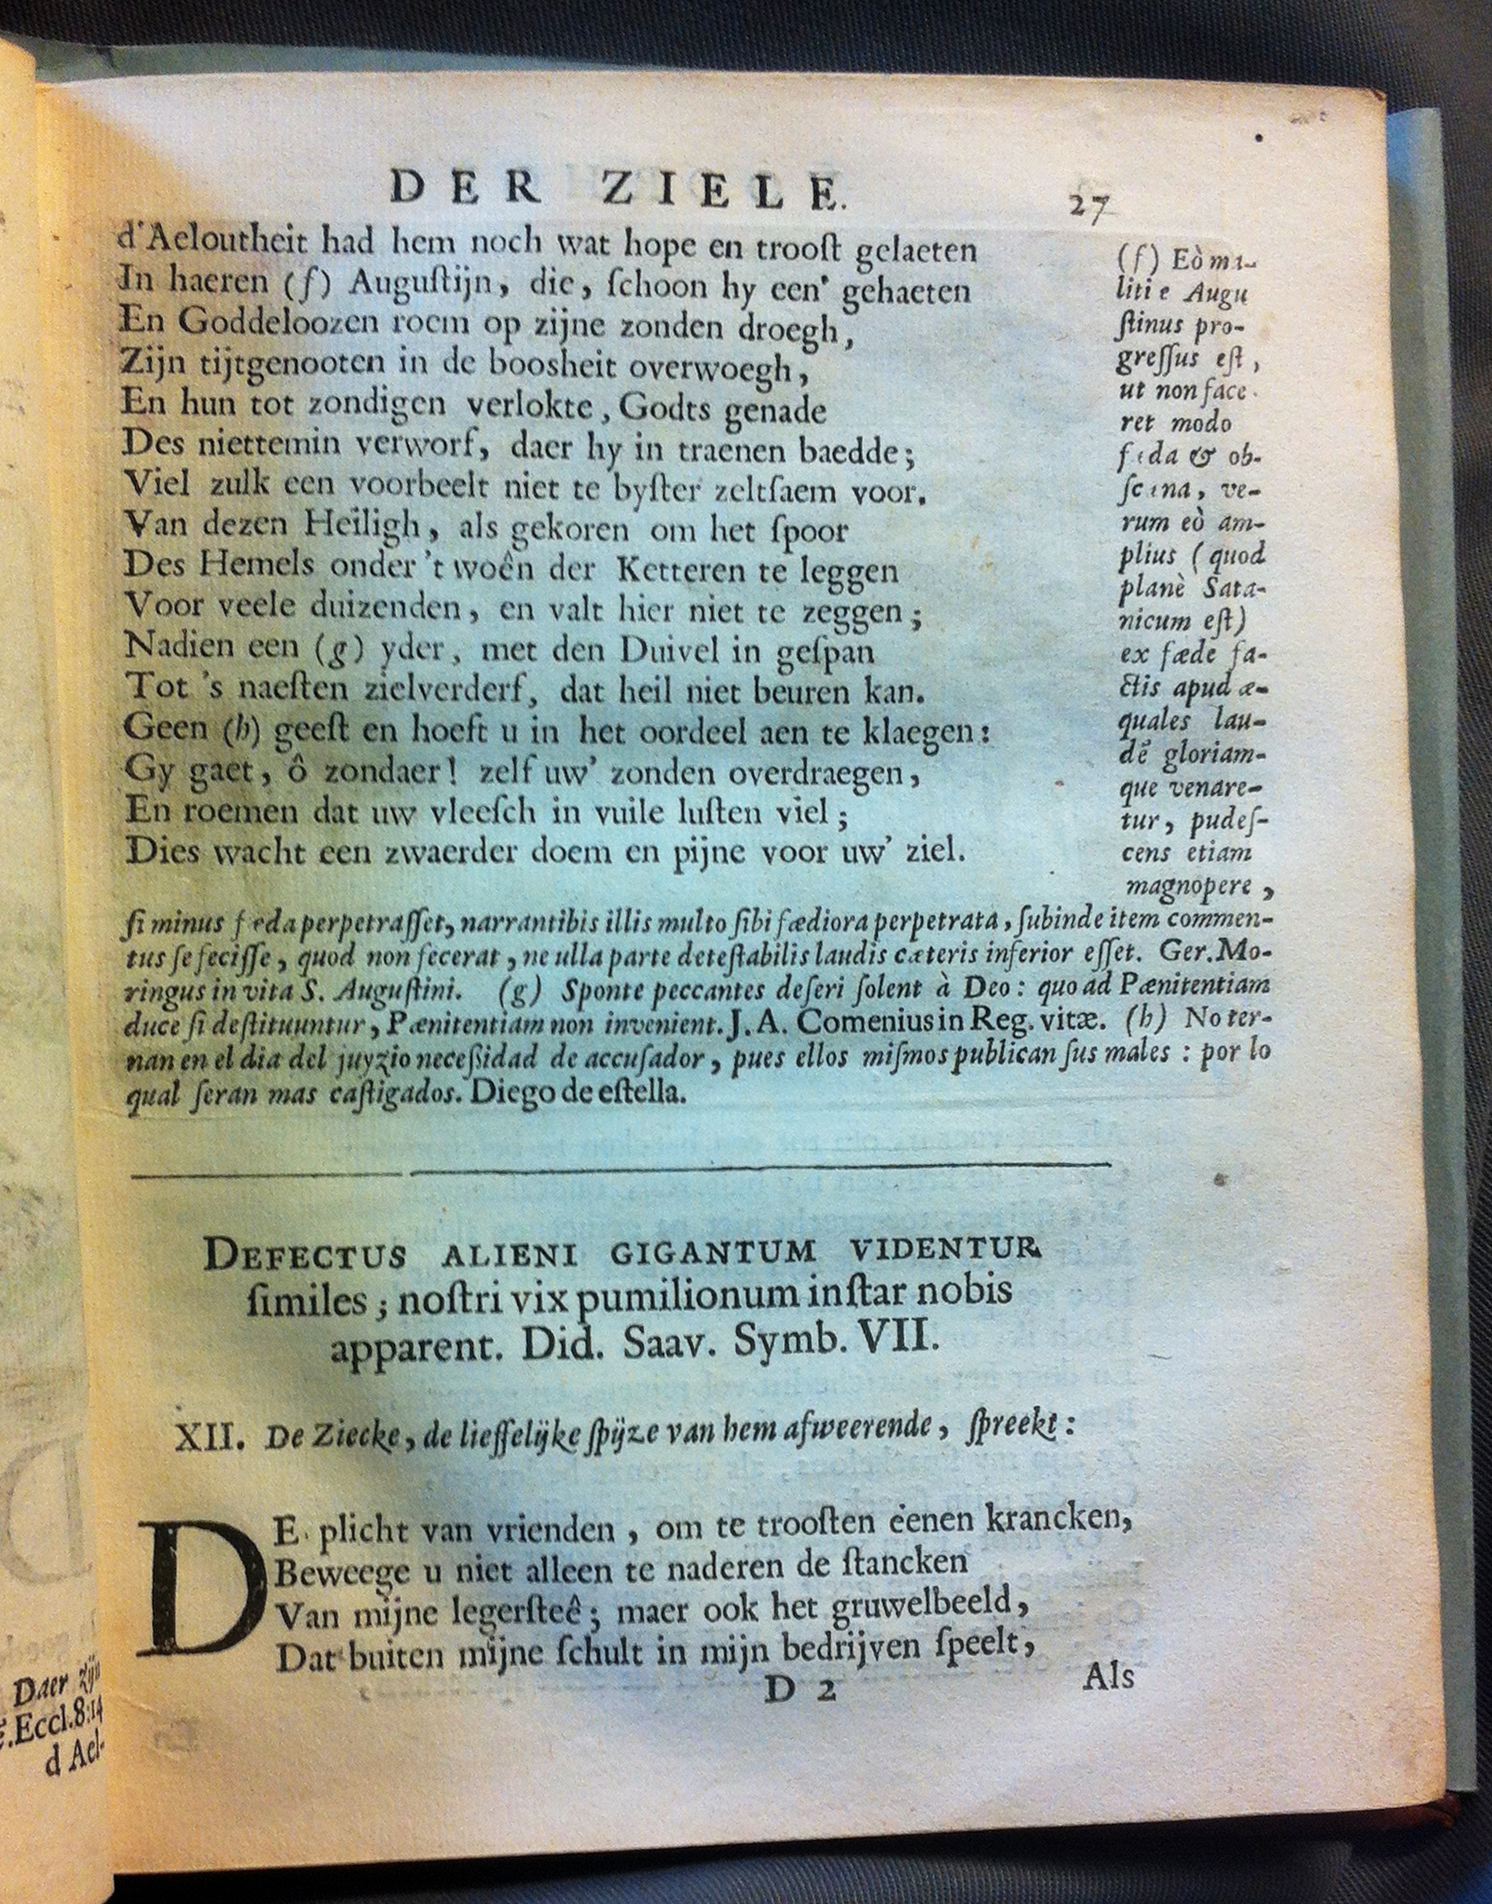 DER ZIELE. 27
d'Aeloutheit had hem noch wat hope en trooſt gelaeten
In haeren (f) Auguſtijn, die, ſchoon hy een' gehaeten
En Goddeloozen roem op zijne zonden droegh,
Zijn tijtgenooten in de boosheit overwoegh,
En hun tot zondigen verlokte, Godts genade
Des niettemin verworf, daer hy in traenen baedde;
Viel zulk een voorbeelt niet te byſter zeltſaem voor.
Van dezen Heiligh, als gekoren om het ſpoor
Des Hemels onder 't woên der Ketteren te leggen
Voor veele duizenden, en valt hier niet te zeggen;
Nadien een (g) yder, met den Duivel in geſpan
Tot 's naeſten zielverderf, dat heil niet beuren kan.
Geen (h) geeſt en hoeft u in het oordeel aen te klaegen:
Gy gaet, ô zondaer! zelf uw' zonden overdraegen,
En roemen dat uw vleeſch in vuile luſten viel;
Dies wacht een zwaerder doem en pijne voor uw' ziel.
(f) Eò ma-
litiæ Augu
ſtinus pro-
greſſus eſt,
ut non face
ret modo
fœda & ob-
ſcœna, ve-
rum eò am-
plius (quod
planè Sata-
nicum eſt)
ex fæde fa-
ctis apud æ-
quales lau-
dē gloriam-
que venare-
tur, pudeſ-
cens etiam
magnopere,
ſi minus fœda perpetraſſet, narrantibis illis multo ſibi fædiora perpetrata, ſubinde item commen-
tus ſe feciſſe, quod non fecerat, ne ulla parte deteſtabilis laudis cæteris inferior eſſet. Ger. Mo-
ringus in vita S. Auguſtini. (g) Sponte peccantes deſeri ſolent à Deo: quo ad Pænitentiam
duce ſi deſtituuntur, Pænitentiam non invenient. J. A. Comenius in Reg. vitæ. (h) No ter-
nan en el dia del juyzio neceſsidad de accuſador, pues ellos miſmos publican ſus males: por lo
qual ſeran mas caſtigados. Diego de eſtella.
DEFECTUS ALIENI GIGANTUM VIDENTUR
ſimiles; noſtri vix pumilionum inſtar nobis
apparent. Did. Saav. Symb. VII.
XII. De Ziecke, de lieffelijke ſpijze van hem afweerende, ſpreekt:
DE plicht van vrienden, om te trooſten éenen krancken,
Beweege u niet alleen te naderen de ſtancken
Van mijne legerſteê; maer ook het gruwelbeeld,
Dat buiten mijne ſchult in mijn bedrijven ſpeelt,
D 2 Als
Daer zijn
.Eccl.8:14
d Ael-